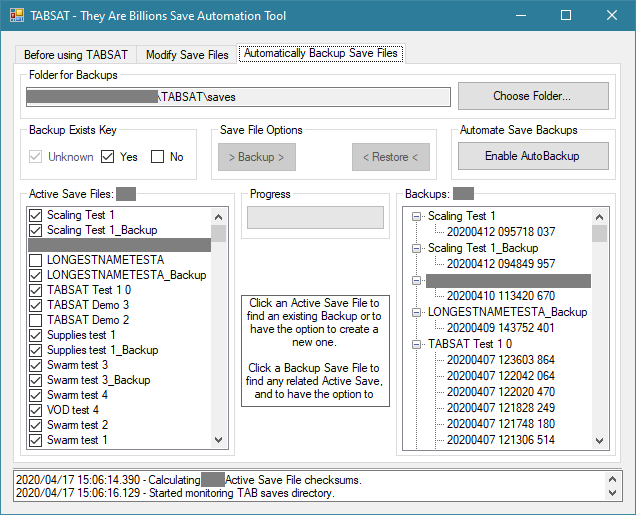 TABSAT - They Are Billions Save Automation Tool
Before using TABSAT
Modify Save Files
Automatically Backup Save Files
Folder for Backups
\TABSAT\saves
Choose Folder...
Backup Exists Key
Unknown
Yes
No
Save File Options
> Backup >
< Restore <
Automate Save Backups
Enable AutoBackup
Active Save Files:
Scaling Test 1
Scaling Test 1_Backup
LONGESTNAMETESTA
LONGESTNAMETESTA_Backup
TABSAT Test 1 0
TABSAT Demo 3
TABSAT Demo 2
Supplies test 1
Supplies test 1_Backup
Swarm test 3
Swarm test 3_Backup
Swarm test 4
VOD test 4
Swarm test 2
Swarm test 1
Progress
Click an Active Save File to
find an existing Backup or to
have the option to create a
new one.
Click a Backup Save File to
find any related Active Save,
and to have the option to
Backups:
Scaling Test 1
20200412 095718 037
Scaling Test 1_Backup
20200412 094849 957
20200410 113420 670
LONGESTNAMETESTA_Backup
20200409 143752 401
TABSAT Test 1 0
20200407 123603 864
20200407 122042 064
20200407 122020 470
20200407 121828 249
20200407 121748 180
20200407 121306 514
2020/04/17 15:06:14.390 - Calculating Active Save File checksums.
2020/04/17 15:06:16.129 - Started monitoring TAB saves directory.